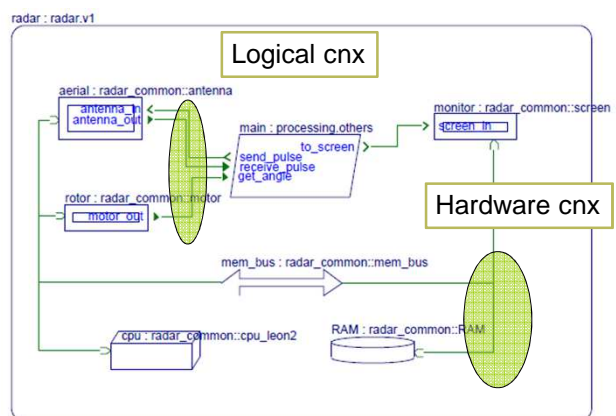 radar : radar.v1
Logical cnx
aerial : radar_common::antenna
antenna_in
antenna_out
monitor : radar_common::screen
screen_in
main : processing.others
to_screen
send_pulse
receive_pulse
get_angle
rotor : radar_common::motor
motor_out
Hardware cnx
mem_bus : radar_common::mem_bus
cpu : radar_common::cpu_leon2
RAM : radar_common::RAM